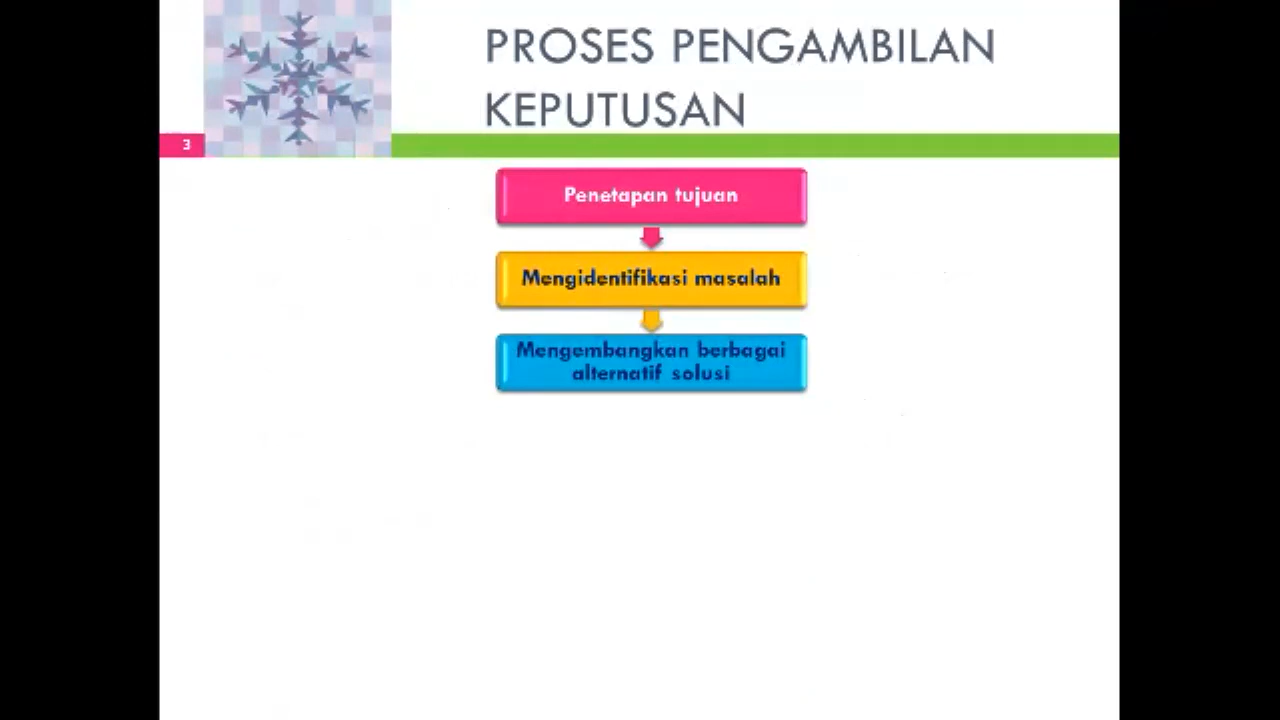 PROSES PENGAMBILAN
KEPUTUSAN
3
Penetapan tujuan
Mengidentifikasi masalah
Mengembangkan berbagai
alternatif solusi